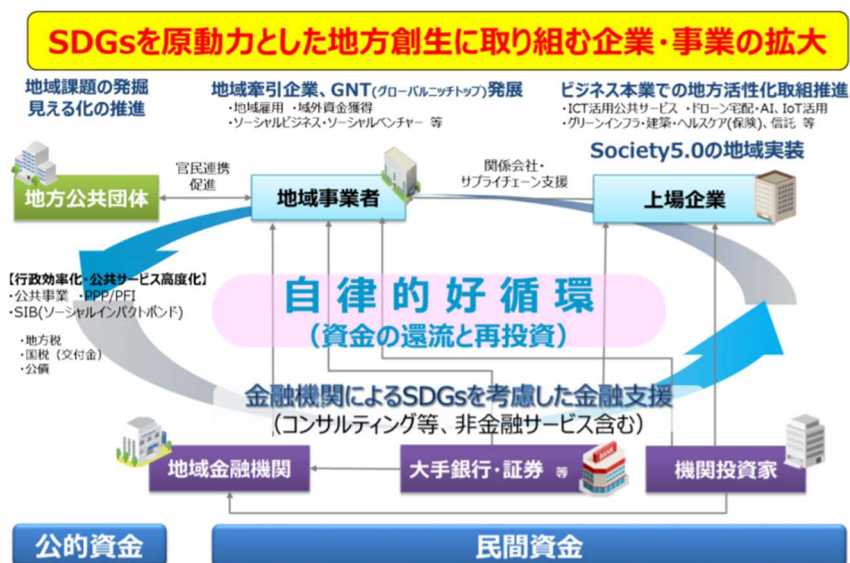 SDGsを原動力とした地方創生に取り組む企業・事業の拡大
地域課題の発掘
見える化の推進
地域牽引企業、GNT(グローバルニッチトップ)発展
・地域雇用 ・域外資金獲得
・ソーシャルビジネス・ソーシャルベンチャー 等
ビジネス本業での地方活性化取組推進
・ICT活用公共サービス ・ドローン宅配・AI、IoT活用
・グリーンインフラ・建築・ヘルスケア(保険)、信託 等
Society5.0の地域実装
地方公共団体
官民連携
促進
地域事業者
関係会社・
サプライチェーン支援
上場企業
【行政効率化・公共サービス高度化】
・公共事業 ・PPP/PFI
・SIB(ソーシャルインパクトボンド)
・地方税
・国税（交付金）
・公債
自律的好循環
（資金の還流と再投資）
金融機関によるSDGsを考慮した金融支援
（コンサルティング等、非金融サービス含む）
地域金融機関
大手銀行・証券 等
BANK
機関投資家
公的資金
民間資金